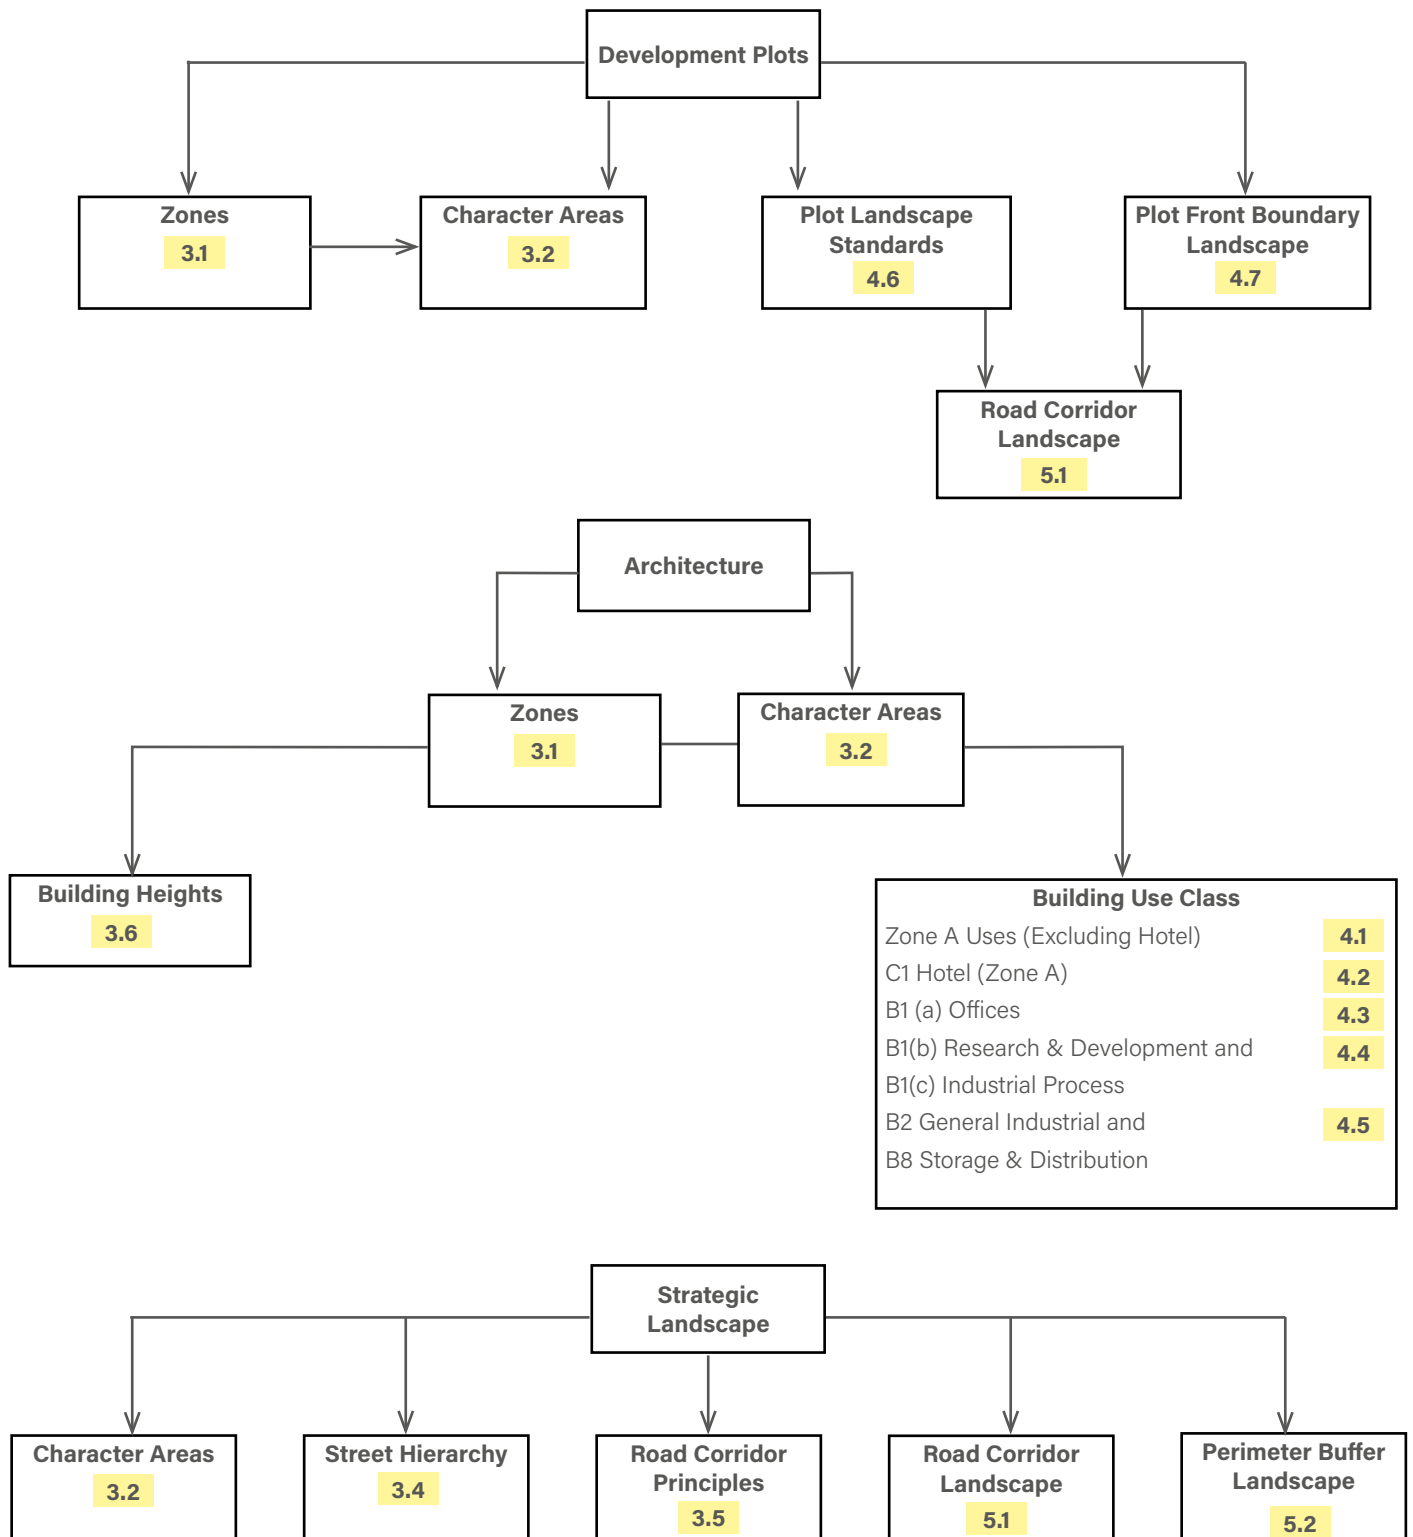 Development Plots
Zones
3.1
Character Areas
3.2
Plot Landscape
Standards
4.6
Plot Front Boundary
Landscape
4.7
Road Corridor
Landscape
5.1
Architecture
Zones
3.1
Character Areas
3.2
Building Heights
3.6
Building Use Class
Zone A Uses (Excluding Hotel) 4.1
C1 Hotel (Zone A) 4.2
B1 (a) Offices 4.3
B1(b) Research & Development and 4.4
B1(c) Industrial Process
B2 General Industrial and 4.5
B8 Storage & Distribution
Strategic
Landscape
Character Areas
3.2
Street Hierarchy
3.4
Road Corridor
Principles
3.5
Road Corridor
Landscape
5.1
Perimeter Buffer
Landscape
5.2